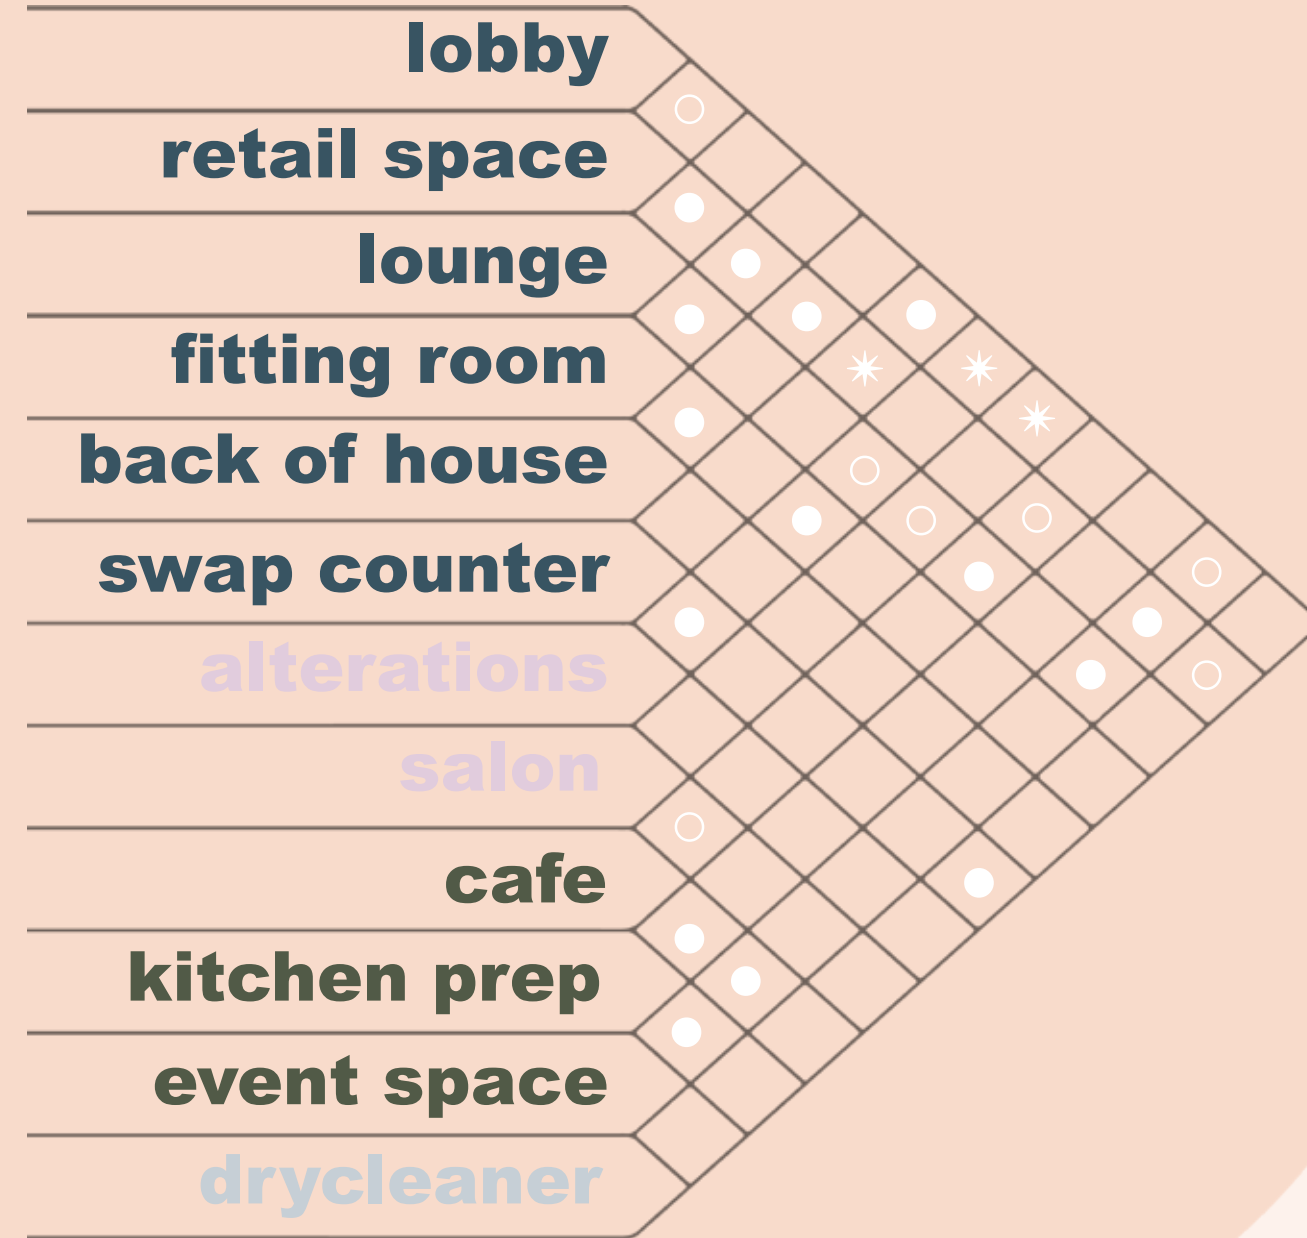 lobby
retail space
lounge
fitting room
back of house
swap counter
alterations
salon
cafe
kitchen prep
event space
drycleaner